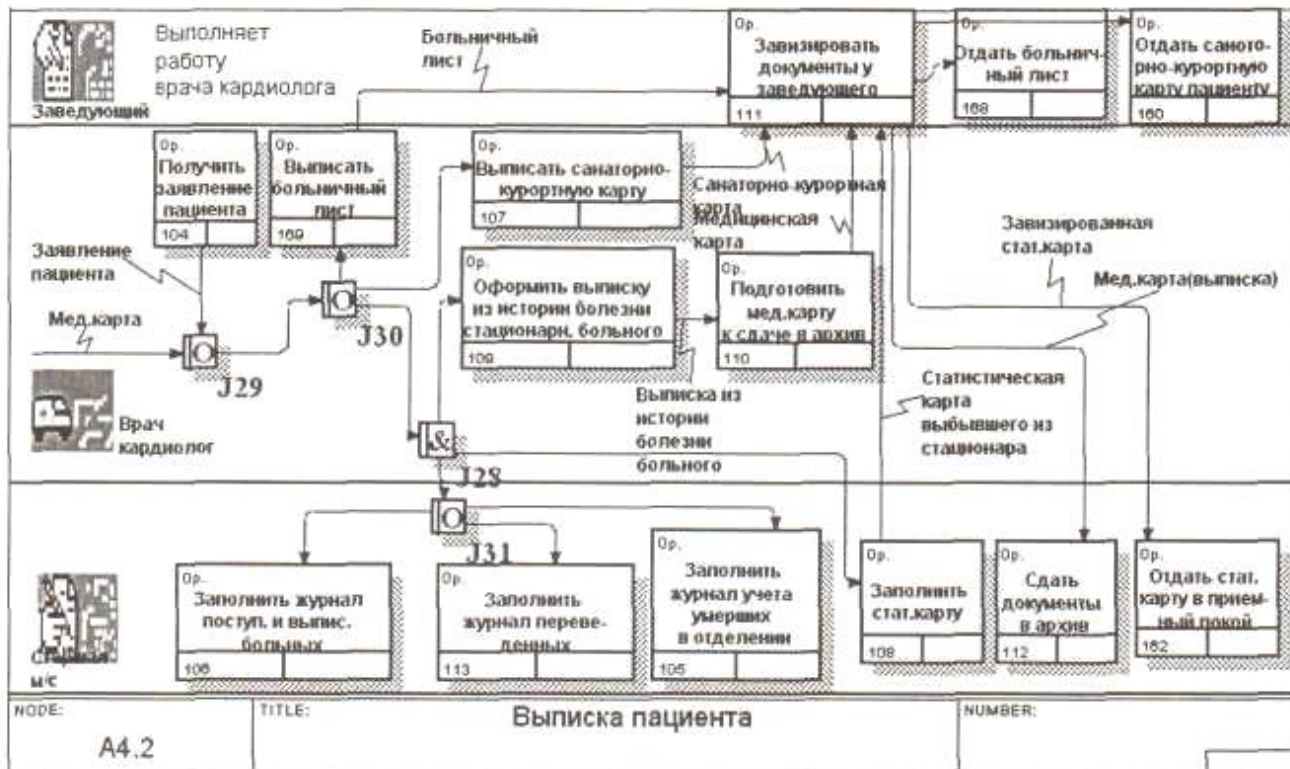 Выполняет
работу
врача кардиолога
Заведующий
Больничный
лист
Ор.
Завизировать
документы у
заведующего
111
Отдать больнич-
ный лист
168
Ор.
Отдать саното-
рно-курортную
карту пациенту
160
Ор.
Получить
заявление
пациента
104
Ор.
Выписать
больничный
лист
169
Ор.
Выписать санаторно-
курортную карту
107
Санаторно-курортная
карта
Медицинская
карта
Завизированная
стат.карта
Мед.карта(выписка)
Заявление
пациента
Мед.карта
J29
J30
Ор.
Оформить выписку
из истории болезни
стационарн. больного
109
Ор.
Подготовить
мед.карту
к сдаче в архив
110
Врач
кардиолог
&
J28
Выписка из
истории
болезни
больного
Статистическая
карта
выбывшего из
стационара
O
J31
м/с
Ор.
Заполнить журнал
поступ. и выпис.
больных
106
Ор.
Заполнить
журнал переве-
денных
113
Ор.
Заполнить
журнал учета
умерших
в отделении
105
Ор.
Заполнить
стат.карту
108
Ор.
Сдать
документы
в архив
112
Ор.
Отдать стат.
карту в прием-
ный покой
162
NODE:
A4.2
TITLE:
Выписка пациента
NUMBER: